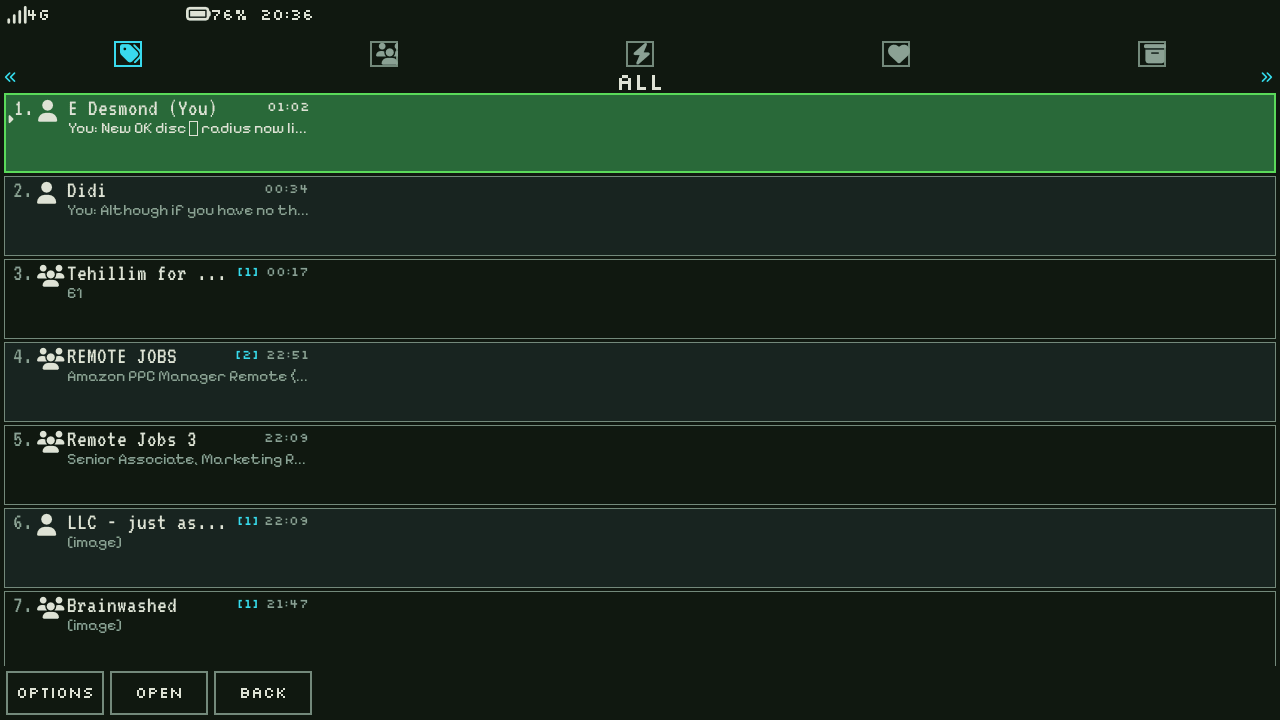 4G 76% 20:36
« »
ALL
1. E Desmond (You) 01:02
You: New OK disc radius now li...
2. Didi 00:34
You: Although if you have no th...
3. Tehillim for ... [1] 00:17
61
4. REMOTE JOBS [2] 22:51
Amazon PPC Manager Remote (...
5. Remote Jobs 3 22:09
Senior Associate, Marketing R...
6. LLC - just as... [1] 22:09
[image]
7. Brainwashed [1] 21:47
[image]
OPTIONS OPEN BACK